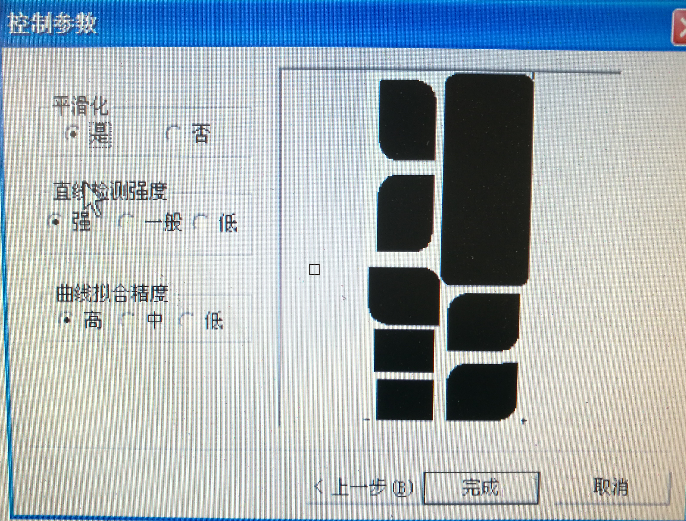 控制参数
平滑化
是 否
直线检测强度
强 一般 低
曲线拟合精度
高 中 低
< 上一步(B) 完成 取消